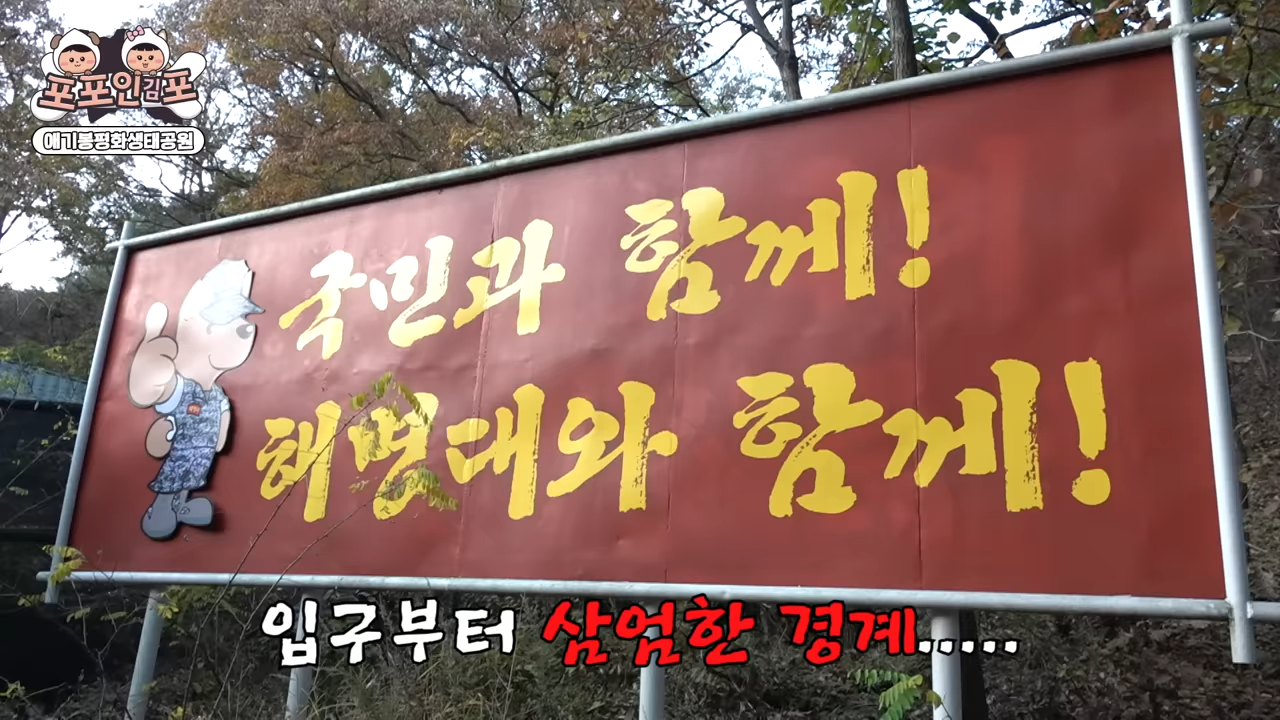 포포인김포
애기봉평화생태공원
국민과 함께!
해병대와 함께!
입구부터 삼엄한 경계.....